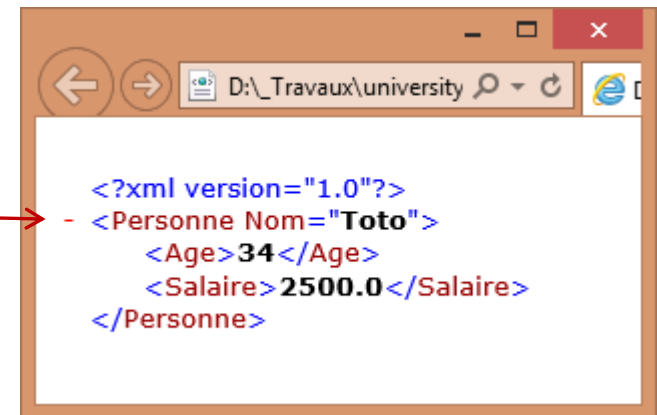 D:\_Travaux\university
<?xml version="1.0"?>
- <Personne Nom="Toto">
<Age>34</Age>
<Salaire>2500.0</Salaire>
</Personne>